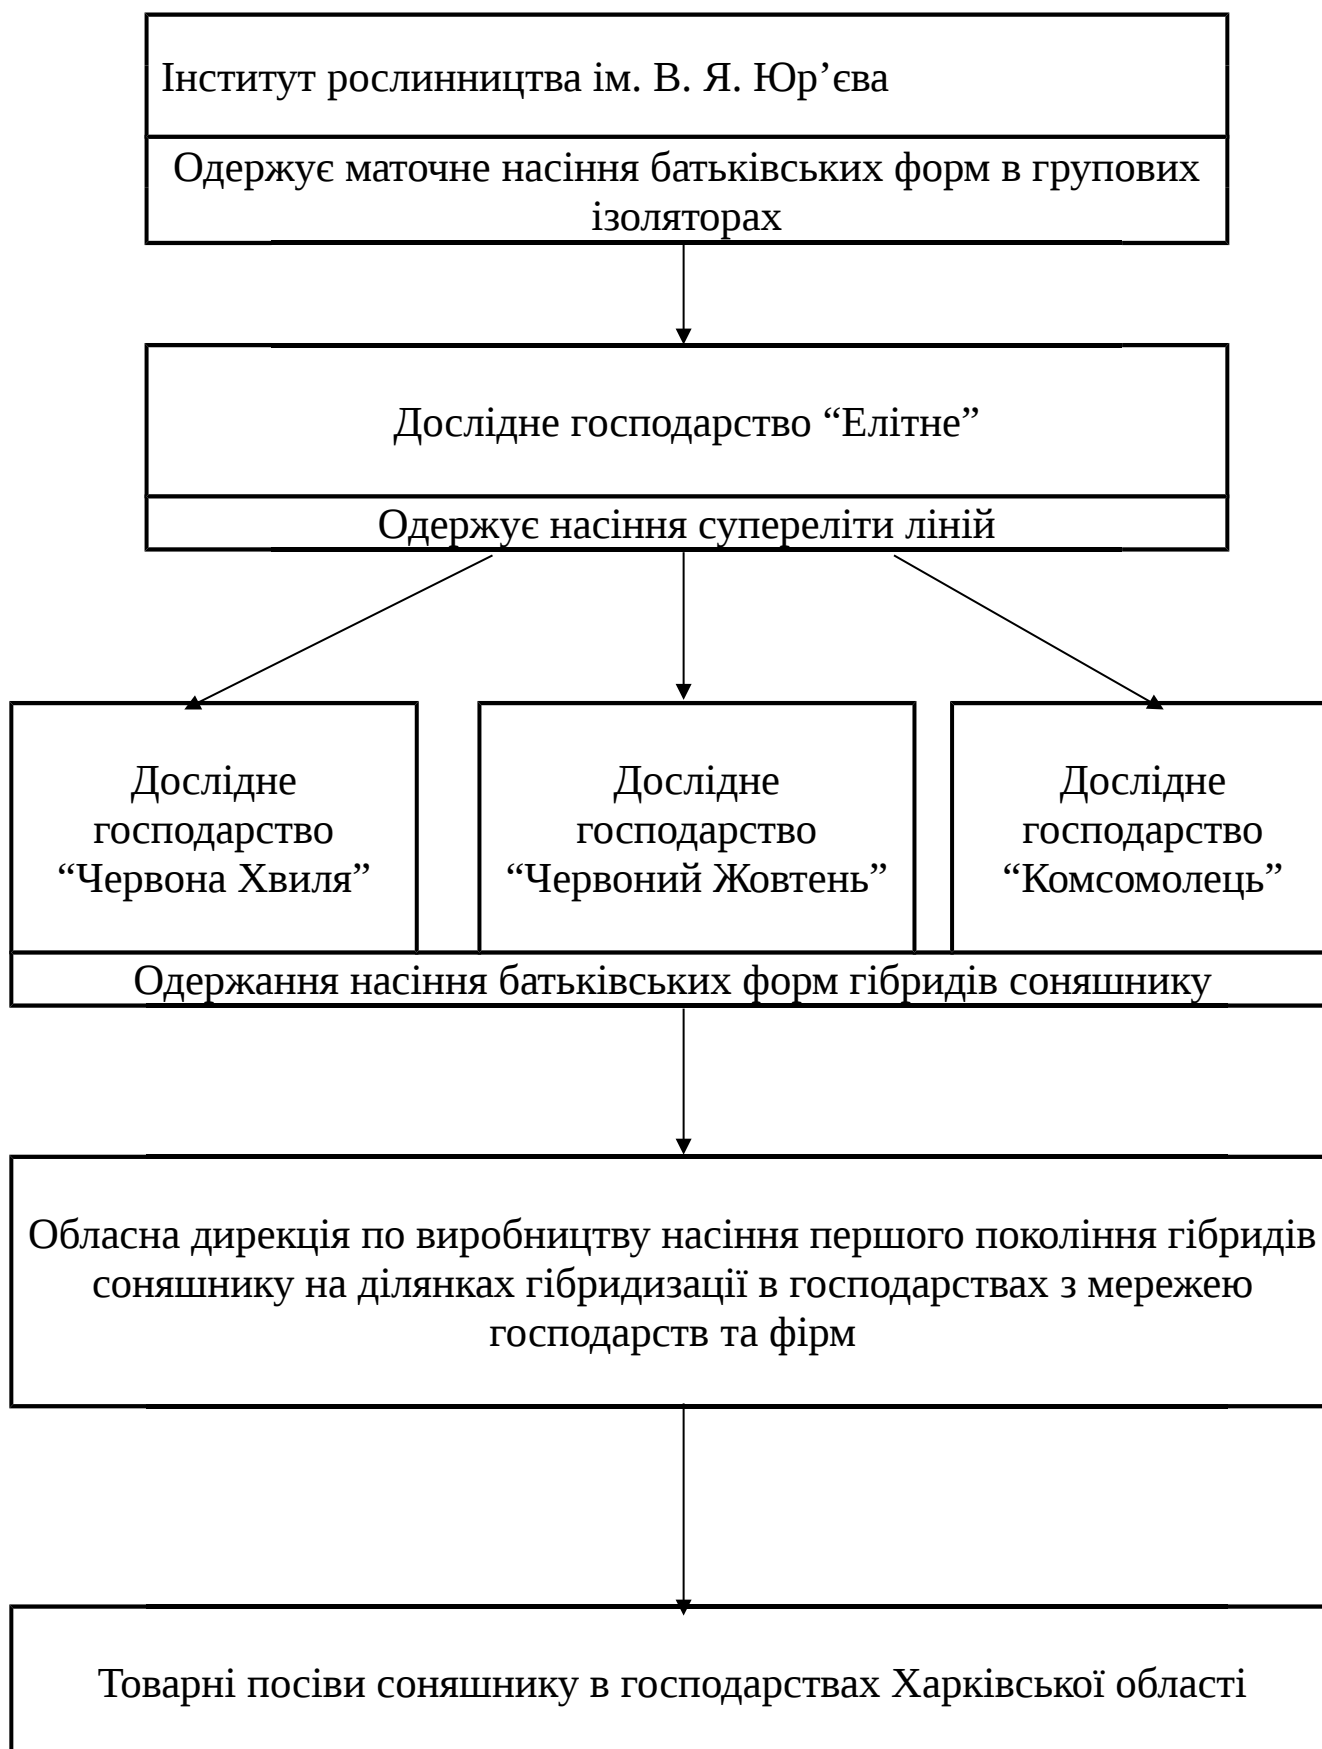 Інститут рослинництва ім. В. Я. Юр’єва
Одержує маточне насіння батьківських форм в групових
ізоляторах
Дослідне господарство “Елітне”
Одержує насіння супереліти ліній
Дослідне
господарство
“Червона Хвиля”
Дослідне
господарство
“Червоний Жовтень”
Дослідне
господарство
“Комсомолець”
Одержання насіння батьківських форм гібридів соняшнику
Обласна дирекція по виробництву насіння першого покоління гібридів
соняшнику на ділянках гібридизації в господарствах з мережею
господарств та фірм
Товарні посіви соняшнику в господарствах Харківської області